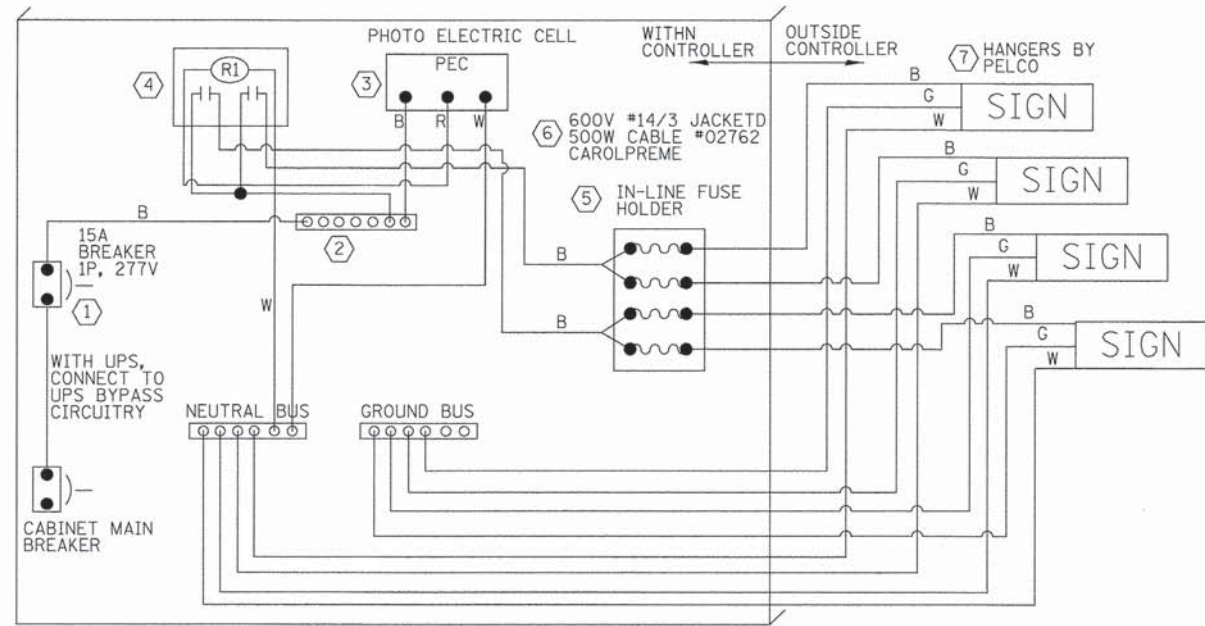 PHOTO ELECTRIC CELL
PEC
B R W
R1
4
3
WITHN
CONTROLLER
OUTSIDE
CONTROLLER
7
HANGERS BY
PELCO
B
G
W
SIGN
6
600V #14/3 JACKETD
500W CABLE #02762
CAROLPREME
B
G
W
SIGN
5
IN-LINE FUSE
HOLDER
B
15A
BREAKER
1P, 277V
1
2
W
B
B
B
G
W
SIGN
B
G
W
SIGN
WITH UPS,
CONNECT TO
UPS BYPASS
CIRCUITRY
NEUTRAL BUS
GROUND BUS
CABINET MAIN
BREAKER